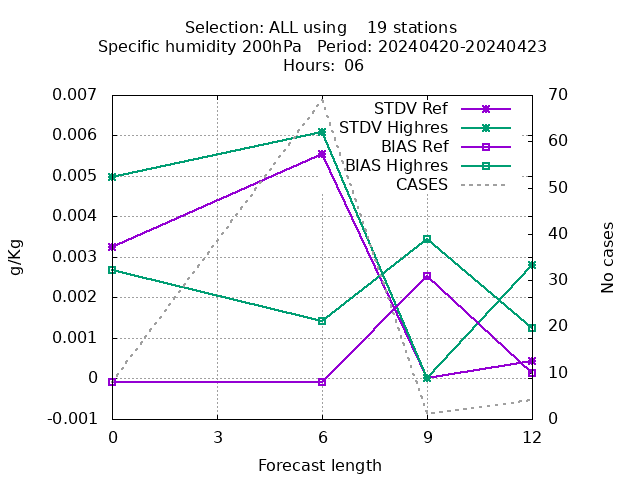 Selection: ALL using    19 stations
Specific humidity 200hPa   Period: 20240420-20240423
Hours:  06
STDV Ref
STDV Highres
BIAS Ref
BIAS Highres
CASES
0.007
0.006
0.005
0.004
0.003
0.002
0.001
0
-0.001
g/Kg
70
60
50
40
30
20
10
0
No cases
0 3 6 9 12
Forecast length